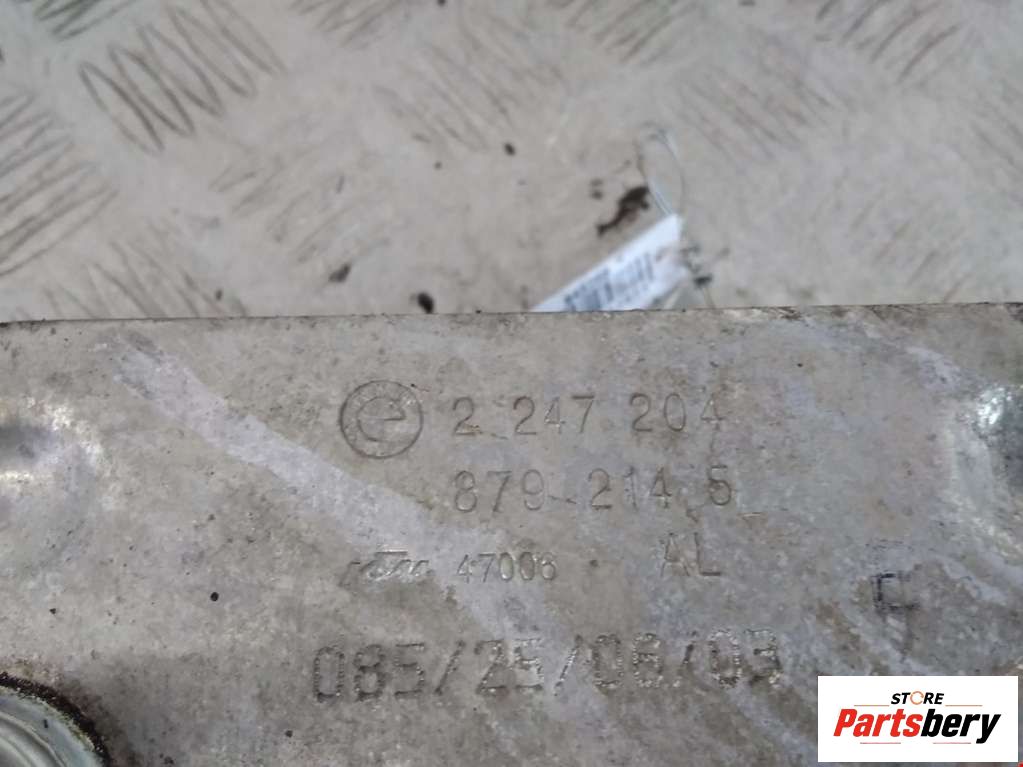 2 247 204
879 214 5
47006
AL
085/25/06/03
STORE
Partsbery